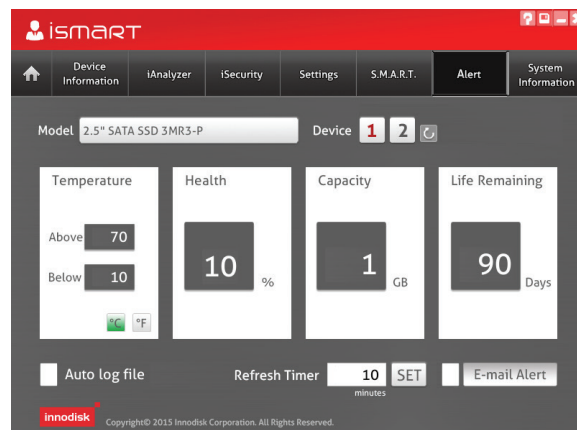 ismart
?
Device Information
iAnalyzer
iSecurity
Settings
S.M.A.R.T.
Alert
System Information
Model 2.5" SATA SSD 3MR3-P
Device 1 2
Temperature
Above 70
Below 10
°C °F
Health
10 %
Capacity
1 GB
Life Remaining
90 Days
Auto log file
Refresh Timer 10 SET
minutes
E-mail Alert
innodisk Copyright© 2015 Innodisk Corporation. All Rights Reserved.